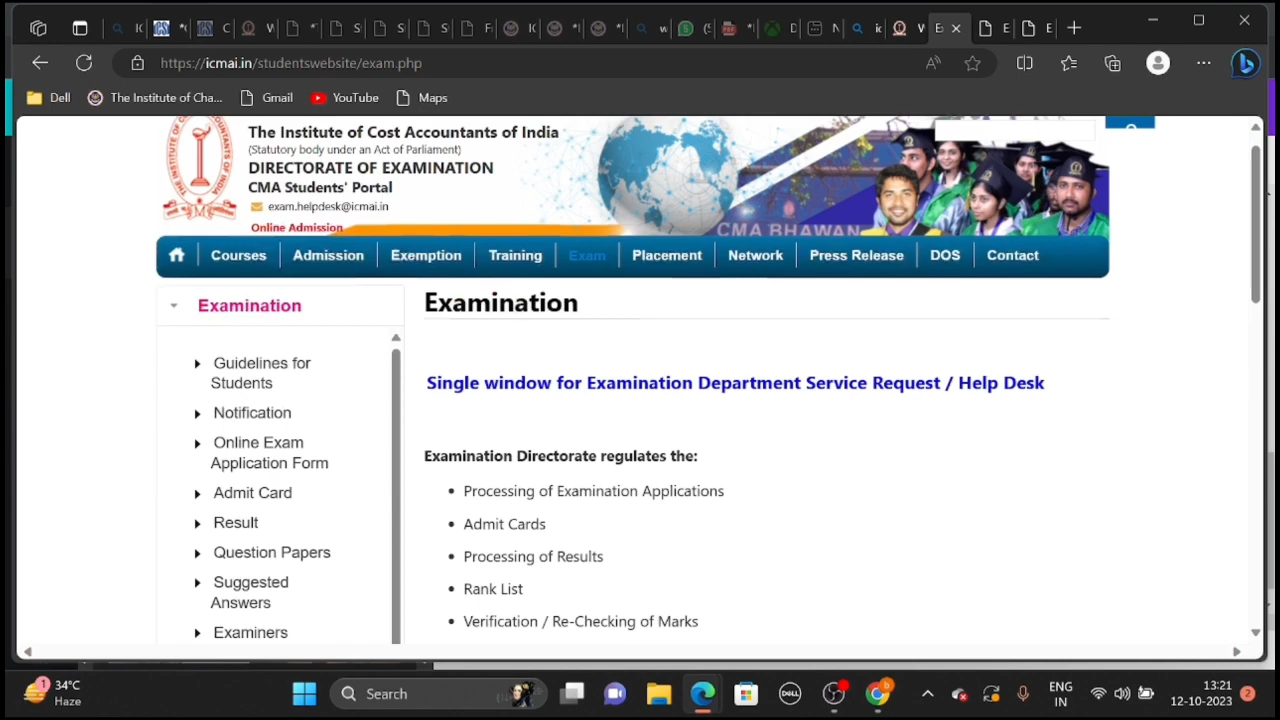 https://icmai.in/studentswebsite/exam.php
Dell
The Institute of Cha...
Gmail
YouTube
Maps
The Institute of Cost Accountants of India
(Statutory body under an Act of Parliament)
DIRECTORATE OF EXAMINATION
CMA Students' Portal
exam.helpdesk@icmai.in
Online Admission
CMA BHAWAN
Courses
Admission
Exemption
Training
Exam
Placement
Network
Press Release
DOS
Contact
Examination
Guidelines for
Students
Notification
Online Exam
Application Form
Admit Card
Result
Question Papers
Suggested
Answers
Examiners
Examination
Single window for Examination Department Service Request / Help Desk
Examination Directorate regulates the:
Processing of Examination Applications
Admit Cards
Processing of Results
Rank List
Verification / Re-Checking of Marks
1
34°C
Haze
Search
DELL
ENG
IN
13:21
12-10-2023
2